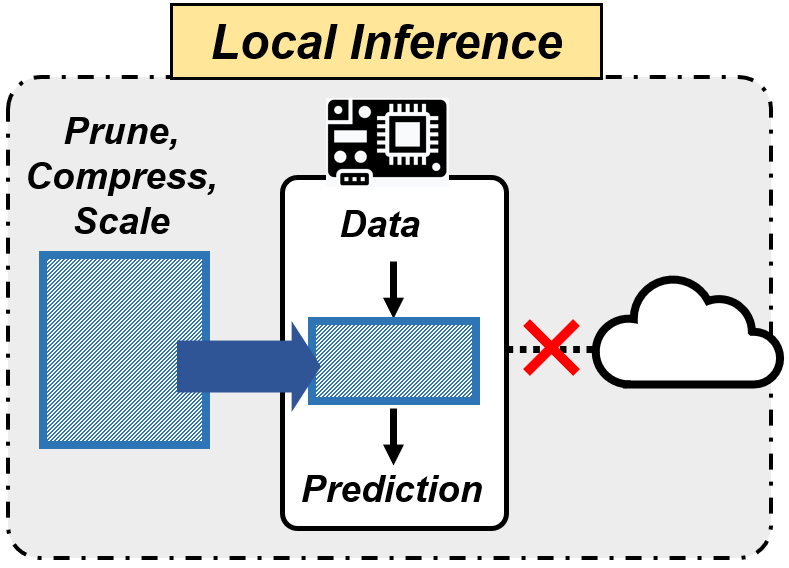 Local Inference
Prune,
Compress,
Scale
Data
Prediction